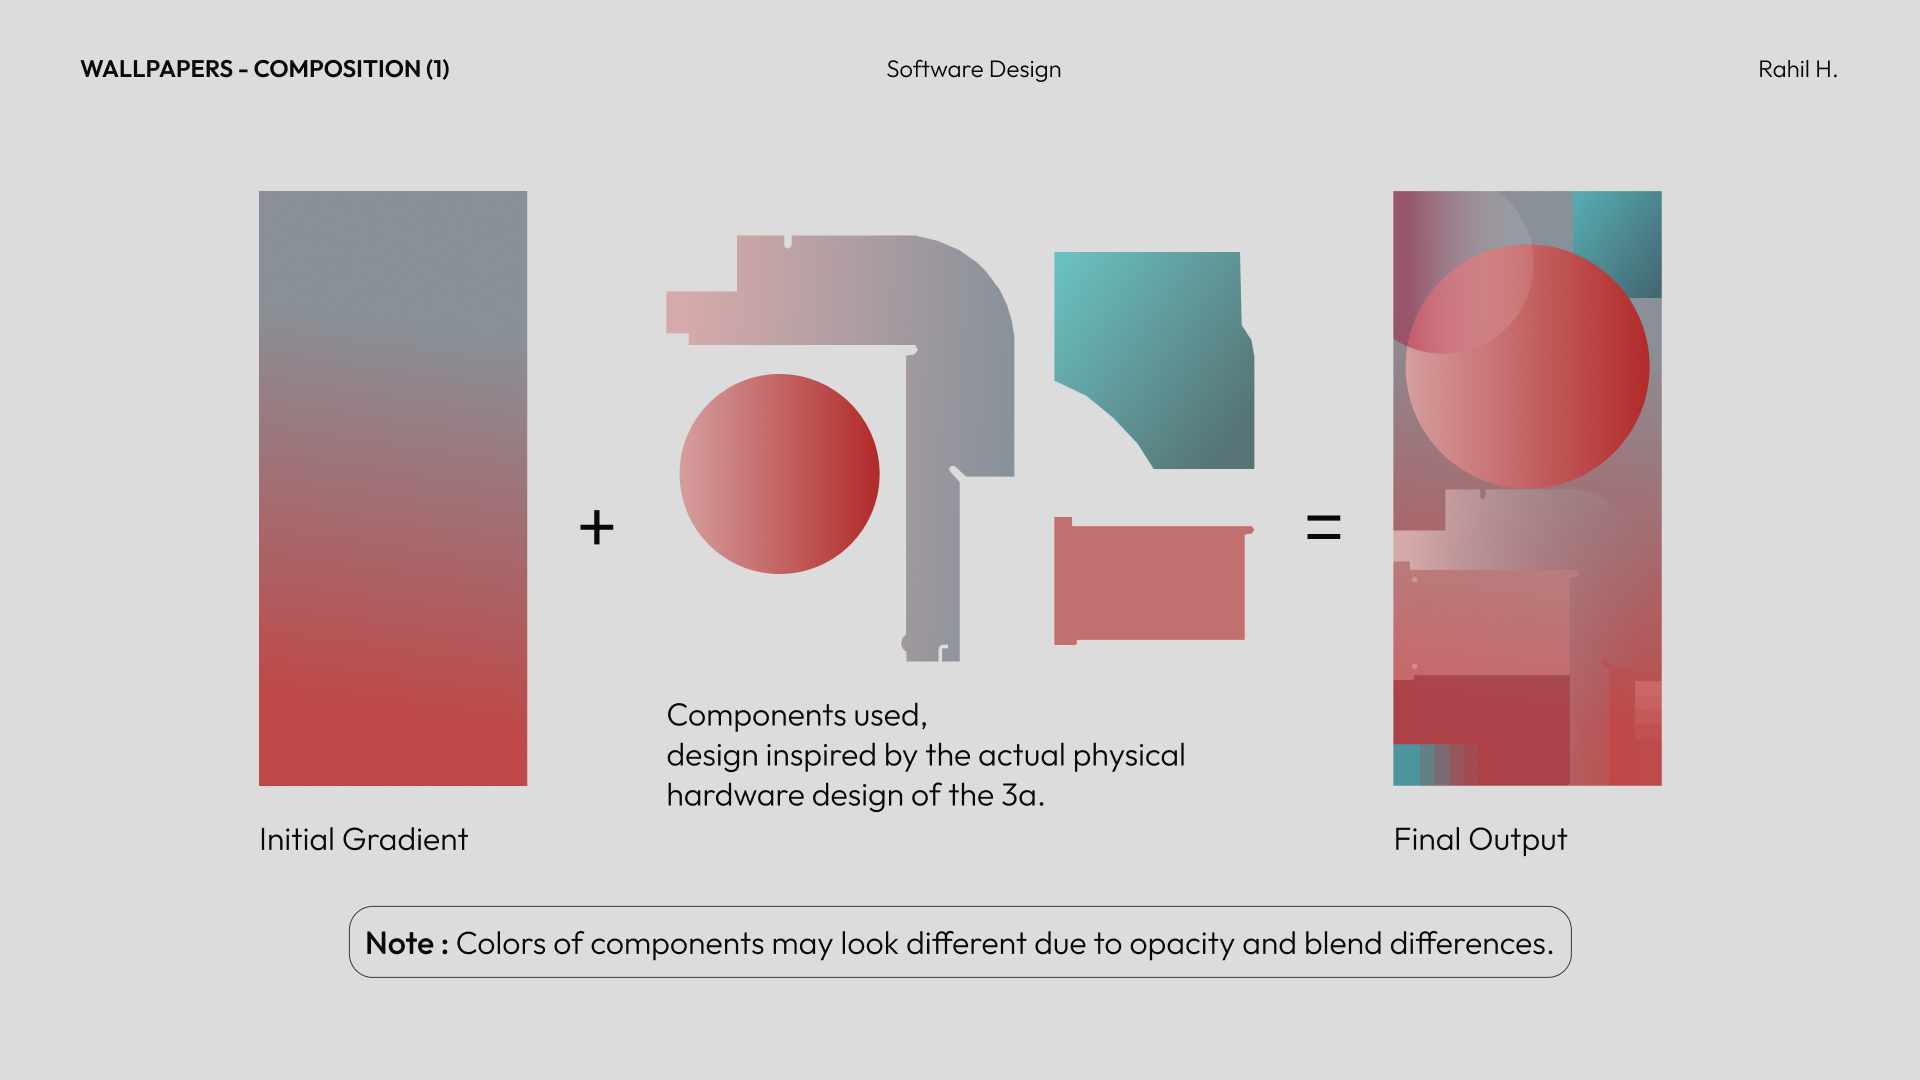 WALLPAPERS - COMPOSITION (1)
Software Design
Rahil H.
+
=
Components used,
design inspired by the actual physical
hardware design of the 3a.
Initial Gradient
Final Output
Note : Colors of components may look different due to opacity and blend differences.